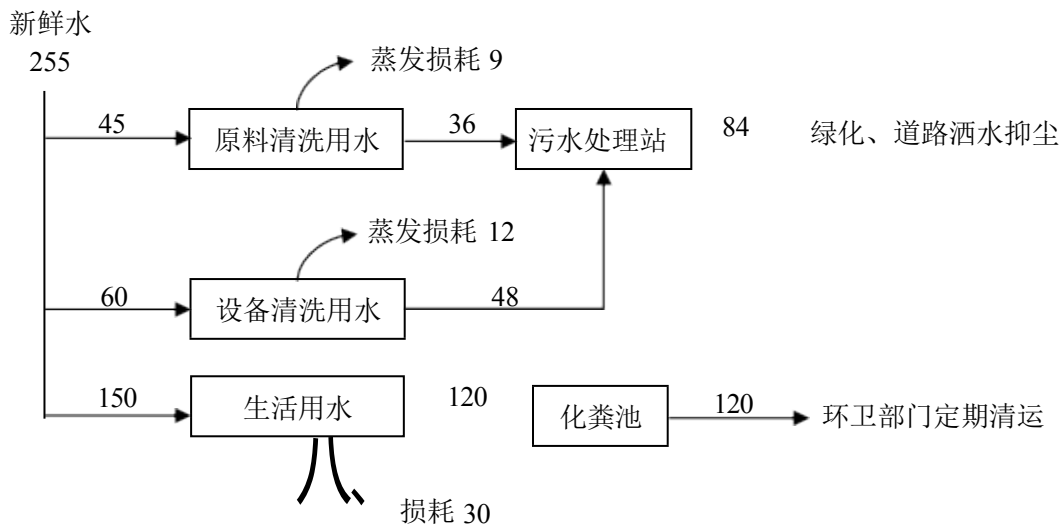 新鲜水
255
蒸发损耗 9
45
原料清洗用水
36
污水处理站
84
绿化、道路洒水抑尘
蒸发损耗 12
60
设备清洗用水
48
150
生活用水
120
化粪池
120
环卫部门定期清运
损耗 30